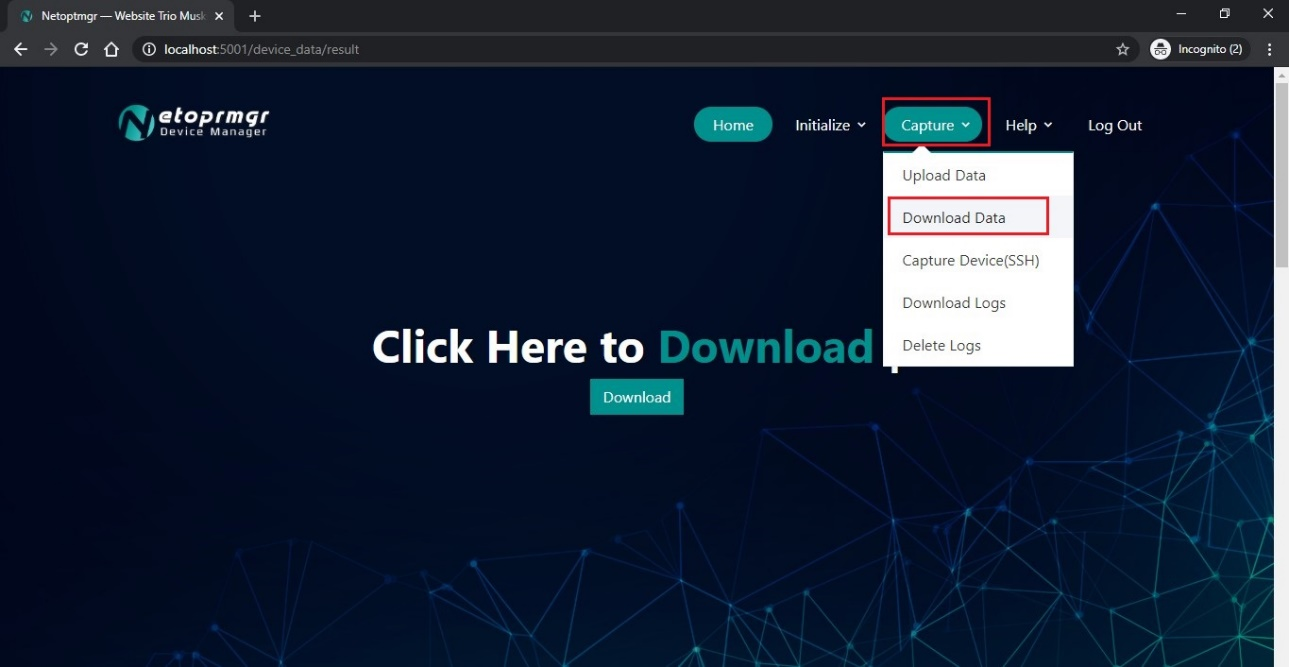 Netoptmgr — Website Trio Musk
localhost:5001/device_data/result
Incognito (2)
etoprmgr
Device Manager
Home
Initialize
Capture
Help
Log Out
Upload Data
Download Data
Capture Device(SSH)
Download Logs
Delete Logs
Click Here to Download
Download